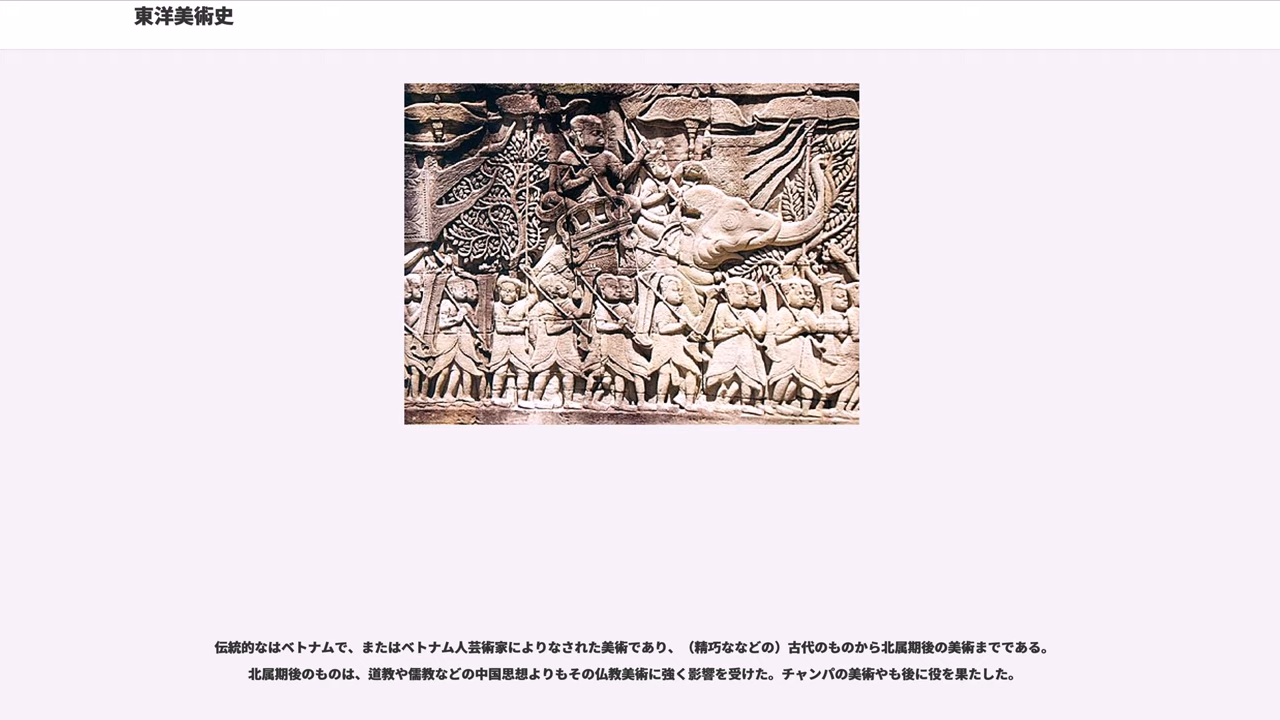 東洋美術史
伝統的なはベトナムで、またはベトナム人芸術家によりなされた美術であり、（精巧ななどの）古代のものから北属期後の美術までである。
北属期後のものは、道教や儒教などの中国思想よりもその仏教美術に強く影響を受けた。チャンパの美術やも後に役を果たした。